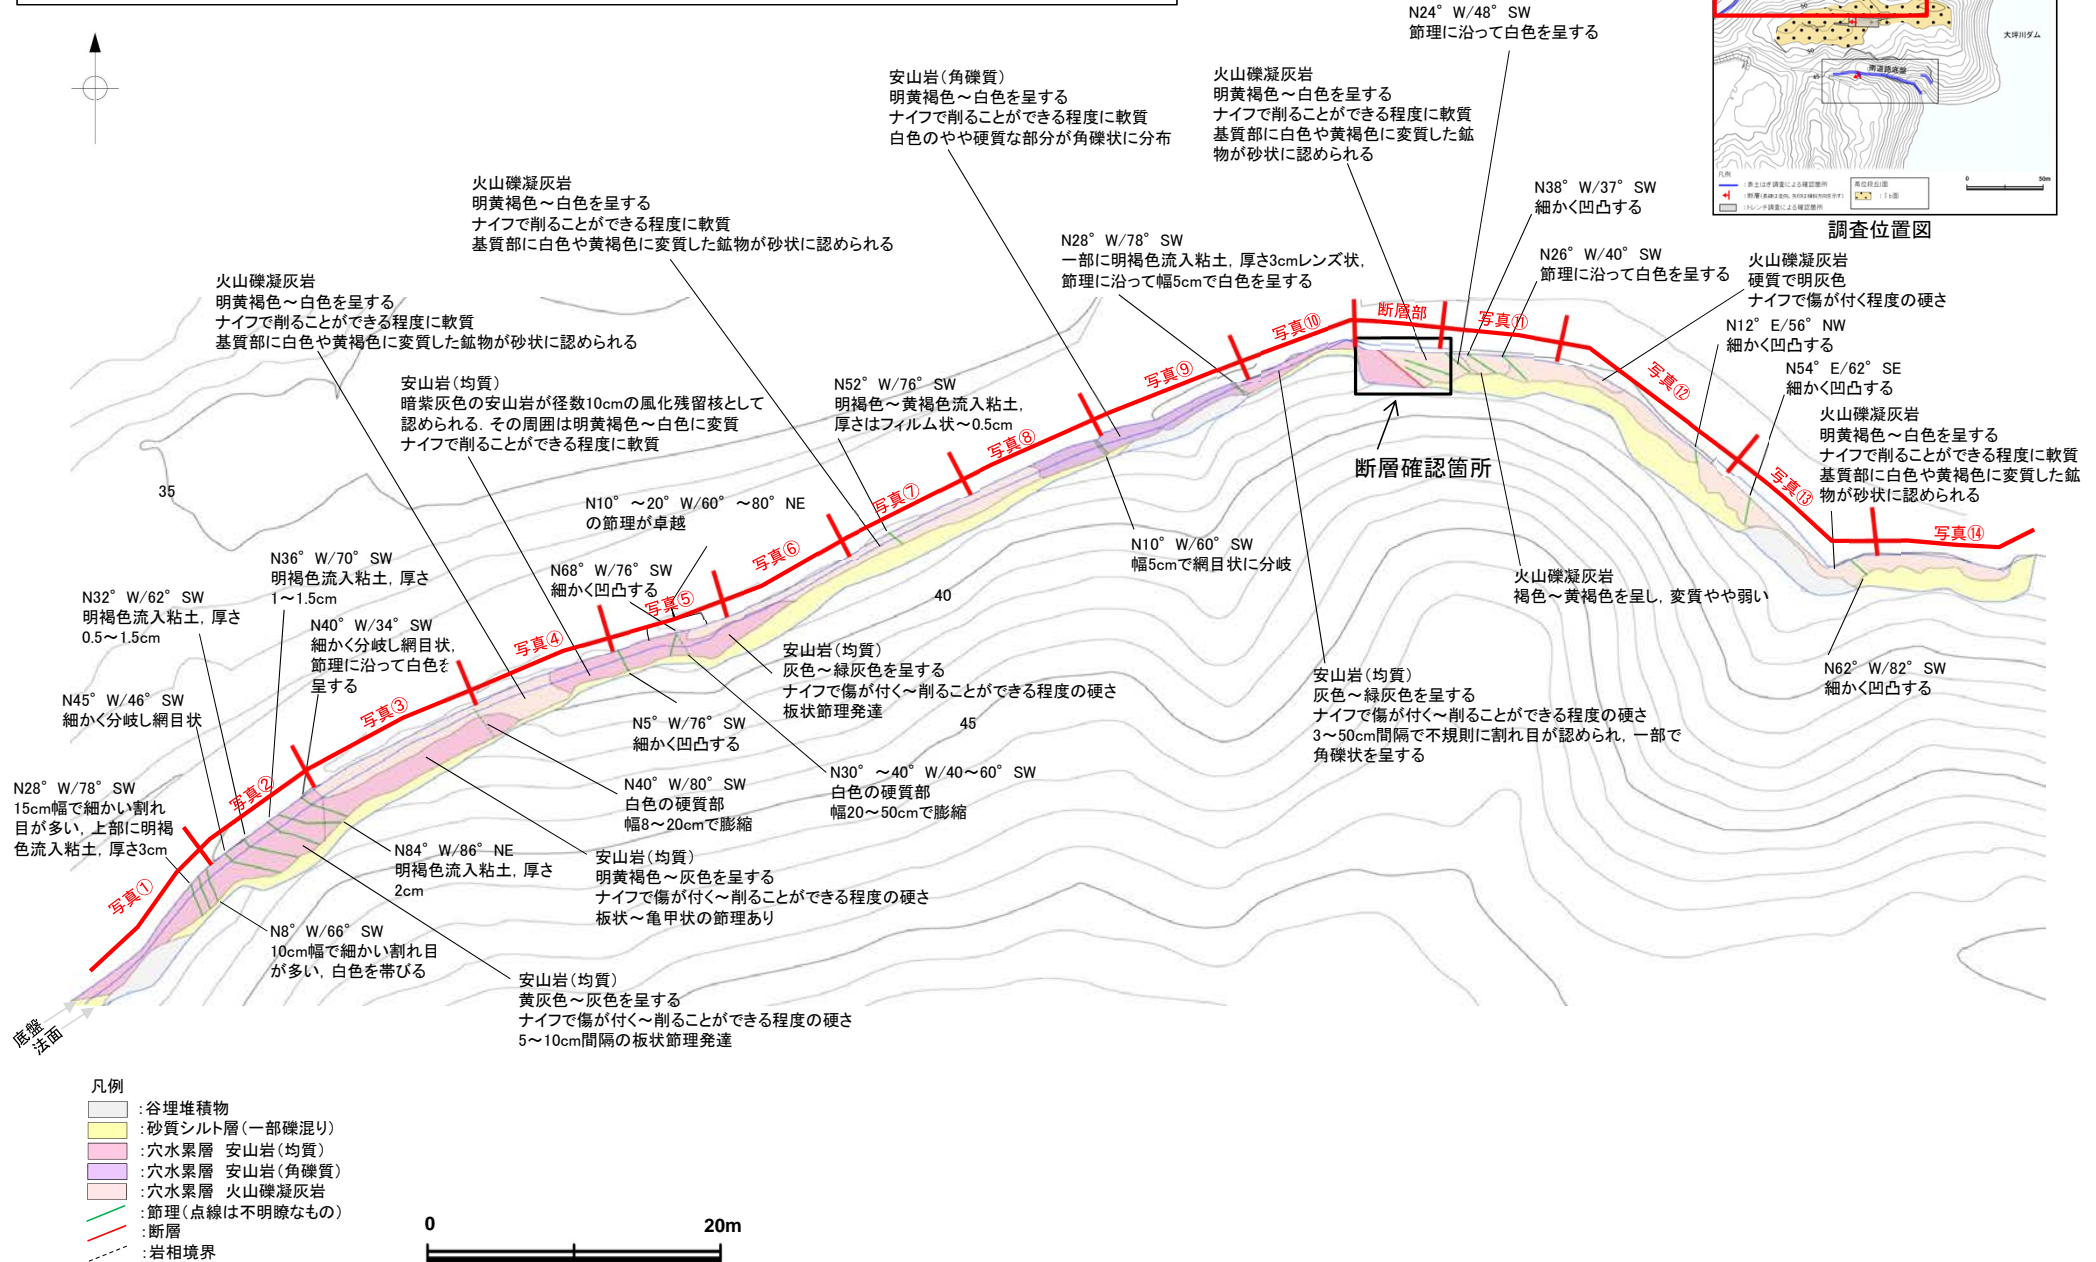 N24° W/48° SW
節理に沿って白色を呈する
大坪川ダム
南道路底盤
凡例
：表土はぎ調査による確認箇所
：トレンチ調査による確認箇所
高位段丘I面
：Ib面
0 50m
調査位置図
安山岩（角礫質）
明黄褐色～白色を呈する
ナイフで削ることができる程度に軟質
白色のやや硬質な部分が角礫状に分布
火山礫凝灰岩
明黄褐色～白色を呈する
ナイフで削ることができる程度に軟質
基質部に白色や黄褐色に変質した鉱
物が砂状に認められる
火山礫凝灰岩
明黄褐色～白色を呈する
ナイフで削ることができる程度に軟質
基質部に白色や黄褐色に変質した鉱物が砂状に認められる
N38° W/37° SW
細かく凹凸する
N28° W/78° SW
一部に明褐色流入粘土，厚さ3cmレンズ状，
節理に沿って幅5cmで白色を呈する
N26° W/40° SW
節理に沿って白色を呈する
火山礫凝灰岩
硬質で明灰色
ナイフで傷が付く程度の硬さ
火山礫凝灰岩
明黄褐色～白色を呈する
ナイフで削ることができる程度に軟質
基質部に白色や黄褐色に変質した鉱物が砂状に認められる
N12° E/56° NW
細かく凹凸する
N54° E/62° SE
細かく凹凸する
火山礫凝灰岩
明黄褐色～白色を呈する
ナイフで削ることができる程度に軟質
基質部に白色や黄褐色に変質した鉱
物が砂状に認められる
安山岩（均質）
暗紫灰色の安山岩が径数10cmの風化残留核として
認められる．その周囲は明黄褐色～白色に変質
ナイフで削ることができる程度に軟質
N52° W/76° SW
明褐色～黄褐色流入粘土，
厚さはフィルム状～0.5cm
断層部
写真⑪
写真⑩
写真⑨
写真⑧
写真⑦
写真⑥
写真⑤
写真④
写真③
写真②
写真①
写真⑫
写真⑬
写真⑭
断層確認箇所
35
40
45
N10° ～20° W/60° ～80° NE
の節理が卓越
N68° W/76° SW
細かく凹凸する
N36° W/70° SW
明褐色流入粘土，厚さ
1～1.5cm
N32° W/62° SW
明褐色流入粘土，厚さ
0.5～1.5cm
N40° W/34° SW
細かく分岐し網目状，
節理に沿って白色を
呈する
N45° W/46° SW
細かく分岐し網目状
N28° W/78° SW
15cm幅で細かい割れ
目が多い，上部に明褐
色流入粘土，厚さ3cm
N10° W/60° SW
幅5cmで網目状に分岐
火山礫凝灰岩
褐色～黄褐色を呈し，変質やや弱い
安山岩（均質）
灰色～緑灰色を呈する
ナイフで傷が付く～削ることができる程度の硬さ
板状節理発達
安山岩（均質）
灰色～緑灰色を呈する
ナイフで傷が付く～削ることができる程度の硬さ
3～50cm間隔で不規則に割れ目が認められ，一部で
角礫状を呈する
N62° W/82° SW
細かく凹凸する
N5° W/76° SW
細かく凹凸する
N40° W/80° SW
白色の硬質部
幅8～20cmで膨縮
N30° ～40° W/40～60° SW
白色の硬質部
幅20～50cmで膨縮
N84° W/86° NE
明褐色流入粘土，厚さ
2cm
安山岩（均質）
明黄褐色～灰色を呈する
ナイフで傷が付く～削ることができる程度の硬さ
板状～亀甲状の節理あり
N8° W/66° SW
10cm幅で細かい割れ目
が多い，白色を帯びる
安山岩（均質）
黄灰色～灰色を呈する
ナイフで傷が付く～削ることができる程度の硬さ
5～10cm間隔の板状節理発達
底盤
法面
凡例
：谷埋堆積物
：砂質シルト層（一部礫混り）
：穴水累層 安山岩（均質）
：穴水累層 安山岩（角礫質）
：穴水累層 火山礫凝灰岩
：節理（点線は不明瞭なもの）
：断層
：岩相境界
0 20m